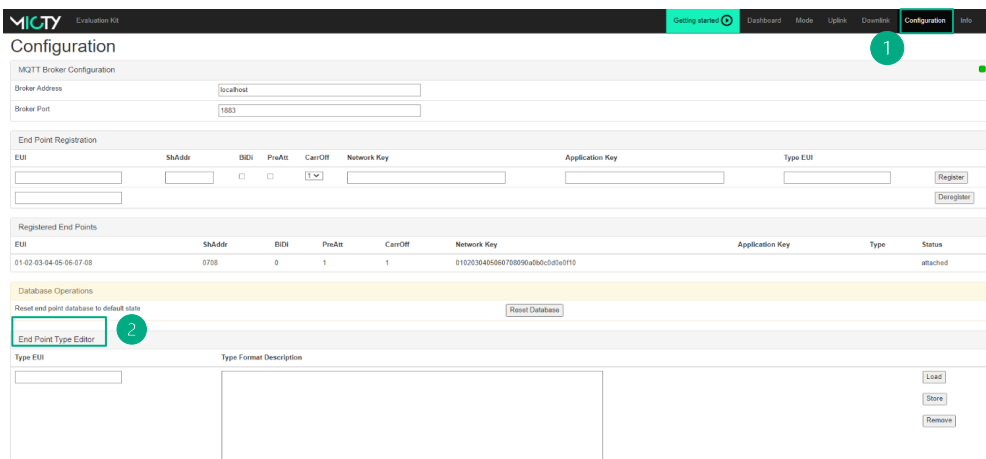 MIOTY Evaluation Kit Getting started Dashboard Mode Uplink Downlink Configuration Info
1
Configuration
MQTT Broker Configuration
Broker Address localhost
Broker Port 1883
End Point Registration
EUI ShAddr BiDi PreAtt CarrOff Network Key Application Key Type EUI
1 Register
Deregister
Registered End Points
EUI ShAddr BiDi PreAtt CarrOff Network Key Application Key Type Status
01-02-03-04-05-06-07-08 0708 0 1 1 0102030405060708090a0b0c0d0e0f10 attached
Database Operations
Reset end point database to default state Reset Database
2
End Point Type Editor
Type EUI Type Format Description
Load
Store
Remove